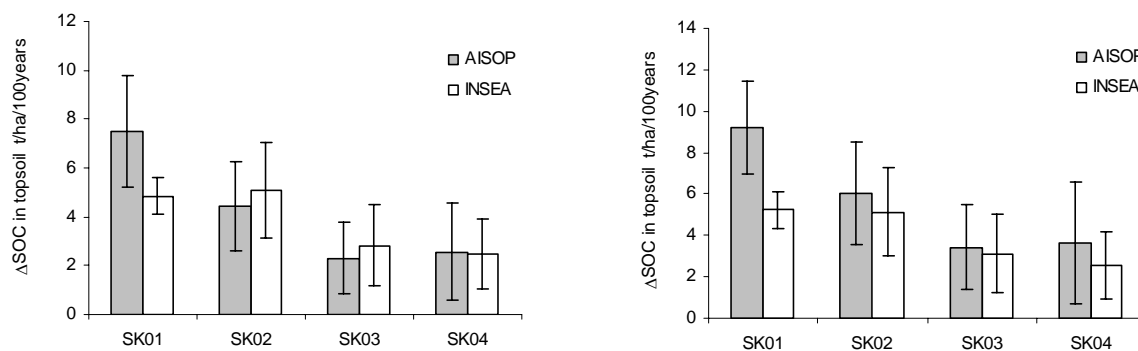 ΔSOC in topsoil t/ha/100years
12
10
8
6
4
2
0
AISOP
INSEA
SK01 SK02 SK03 SK04
ΔSOC in topsoil t/ha/100years
14
12
10
8
6
4
2
0
AISOP
INSEA
SK01 SK02 SK03 SK04